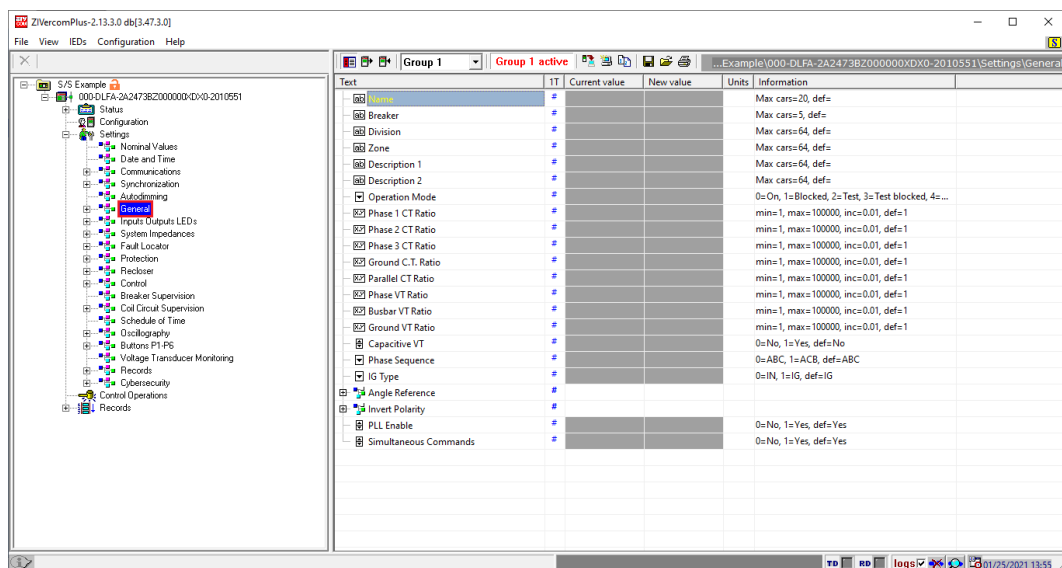 ZIVercomPlus-2.13.3.0 db[3.47.3.0]
File View IEDs Configuration Help
S
Group 1 Group 1 active ...Example\000-DLFA-2A2473BZ000000XDX0-2010551\Settings\General
S/S Example
000-DLFA-2A2473BZ000000XDX0-2010551
Status
Configuration
Settings
Nominal Values
Date and Time
Communications
Synchronization
Autodimming
General
Inputs Outputs LEDs
System Impedances
Fault Locator
Protection
Recloser
Control
Breaker Supervision
Coil Circuit Supervision
Schedule of Time
Oscillography
Buttons P1-P6
Voltage Transducer Monitoring
Records
Cybersecurity
Control Operations
Records
Text 1T Current value New value Units Information
Name # Max cars=20, def=
Breaker # Max cars=5, def=
Division # Max cars=64, def=
Zone # Max cars=64, def=
Description 1 # Max cars=64, def=
Description 2 # Max cars=64, def=
Operation Mode # 0=On, 1=Blocked, 2=Test, 3=Test blocked, 4=...
Phase 1 CT Ratio # min=1, max=100000, inc=0.01, def=1
Phase 2 CT Ratio # min=1, max=100000, inc=0.01, def=1
Phase 3 CT Ratio # min=1, max=100000, inc=0.01, def=1
Ground C.T. Ratio # min=1, max=100000, inc=0.01, def=1
Parallel CT Ratio # min=1, max=100000, inc=0.01, def=1
Phase VT Ratio # min=1, max=100000, inc=0.01, def=1
Busbar VT Ratio # min=1, max=100000, inc=0.01, def=1
Ground VT Ratio # min=1, max=100000, inc=0.01, def=1
Capacitive VT # 0=No, 1=Yes, def=No
Phase Sequence # 0=ABC, 1=ACB, def=ABC
IG Type # 0=IN, 1=IG, def=IG
Angle Reference #
Invert Polarity #
PLL Enable # 0=No, 1=Yes, def=Yes
Simultaneous Commands # 0=No, 1=Yes, def=Yes
TD RD logs 01/25/2021 13:55